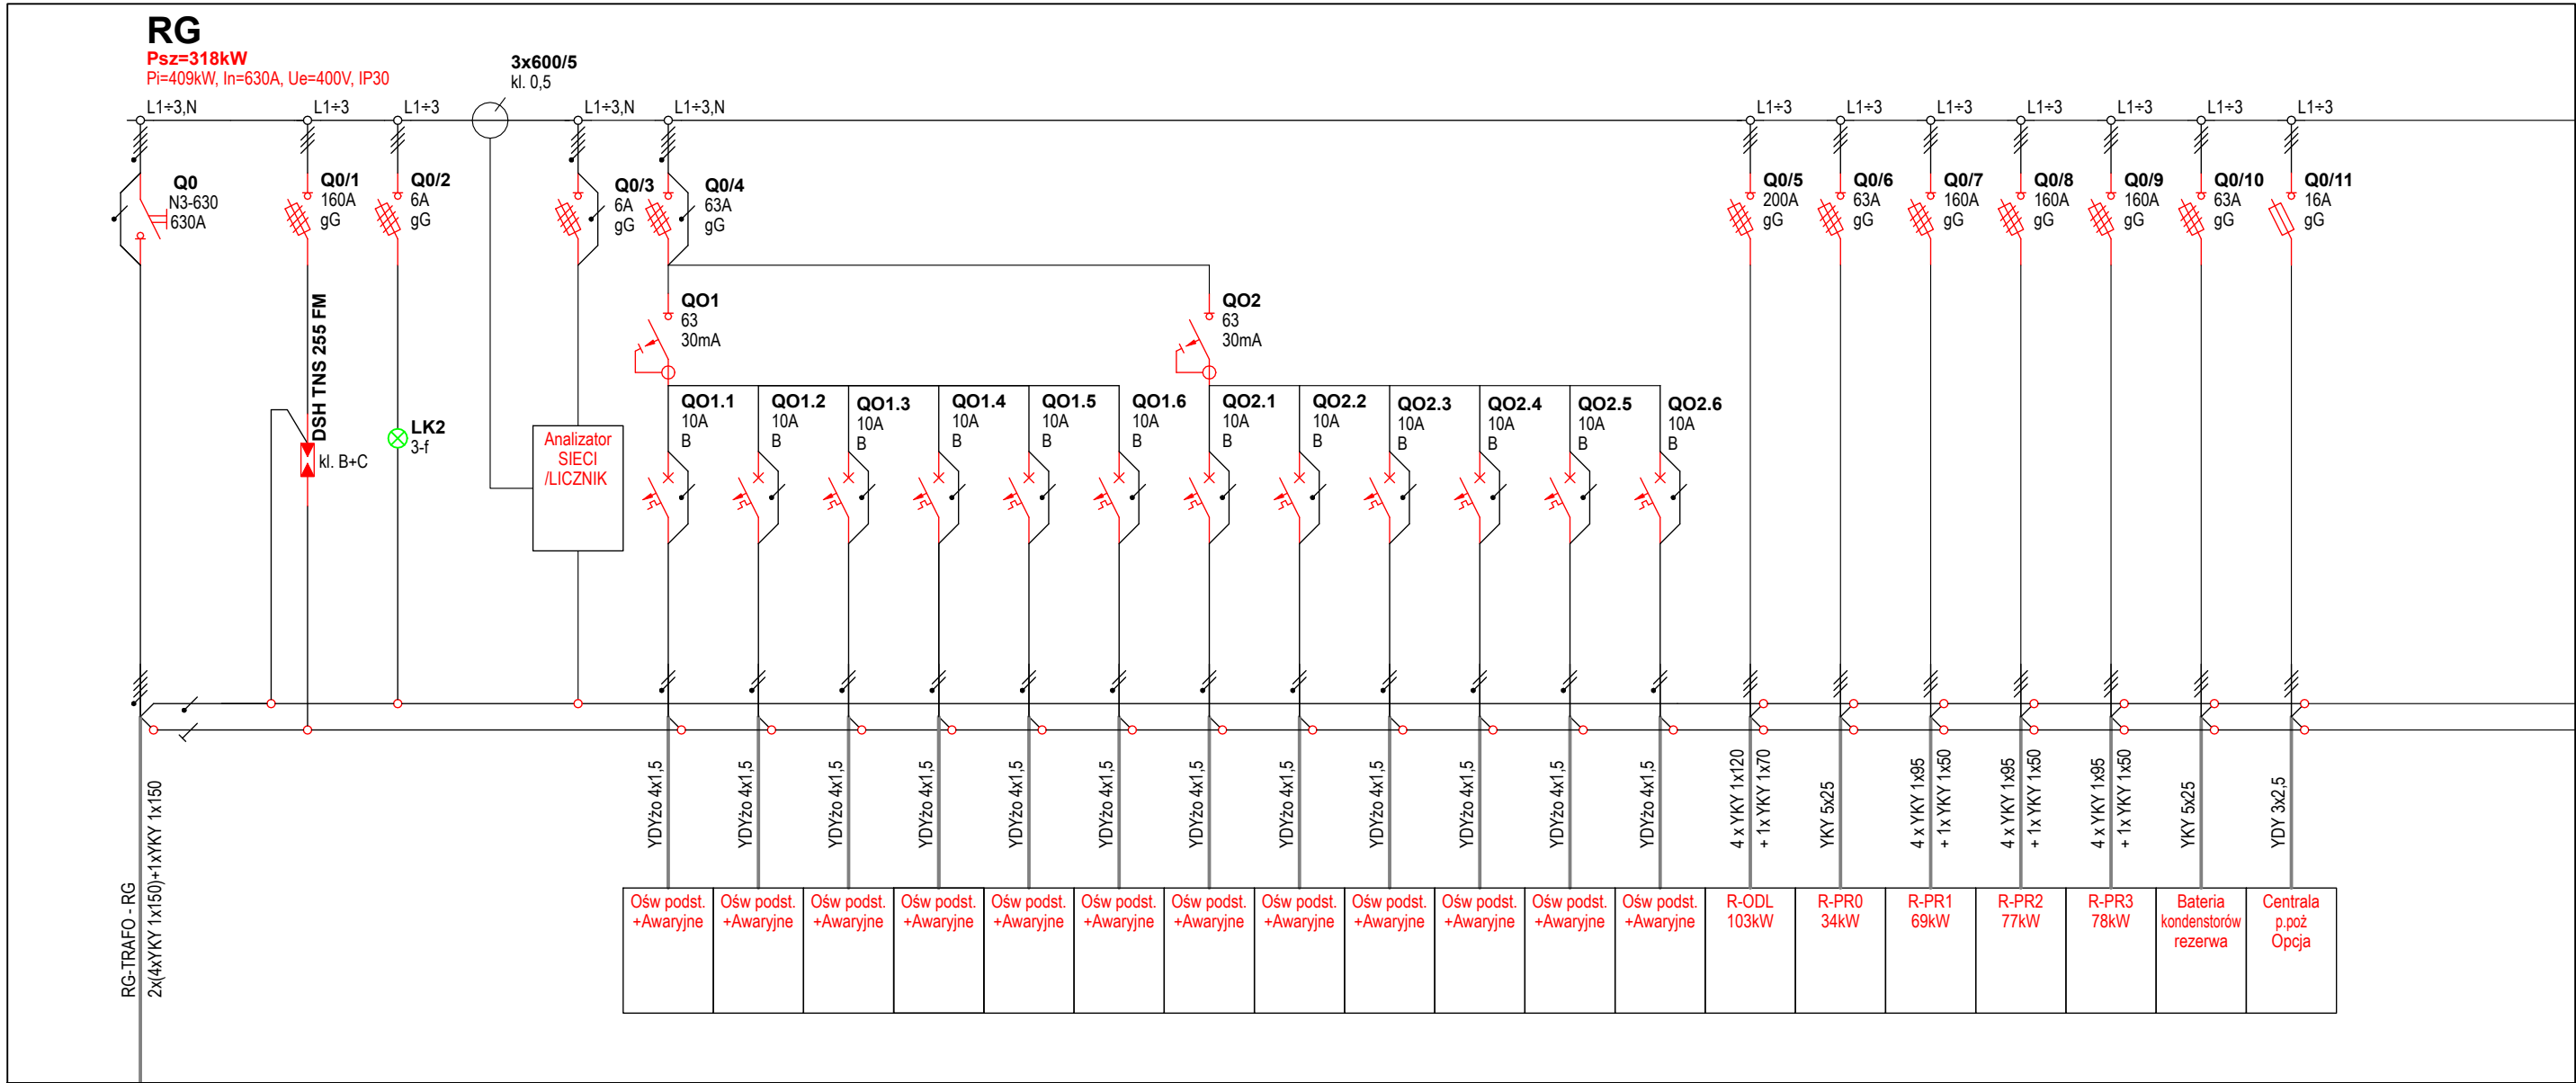 RG
Psz=318kW
Pi=409kW, In=630A, Ue=400V, IP30
3x600/5
kl. 0,5
L1÷3,N
L1÷3
L1÷3
L1÷3,N
L1÷3,N
L1÷3
L1÷3
L1÷3
L1÷3
L1÷3
L1÷3
L1÷3
Q0
N3-630
630A
Q0/1
160A
gG
Q0/2
6A
gG
Q0/3
6A
gG
Q0/4
63A
gG
Q0/5
200A
gG
Q0/6
63A
gG
Q0/7
160A
gG
Q0/8
160A
gG
Q0/9
160A
gG
Q0/10
63A
gG
Q0/11
16A
gG
DSH TNS 255 FM
kl. B+C
LK2
3-f
Analizator
SIECI
/LICZNIK
QO1
63
30mA
QO2
63
30mA
QO1.1
10A
B
QO1.2
10A
B
QO1.3
10A
B
QO1.4
10A
B
QO1.5
10A
B
QO1.6
10A
B
QO2.1
10A
B
QO2.2
10A
B
QO2.3
10A
B
QO2.4
10A
B
QO2.5
10A
B
QO2.6
10A
B
RG-TRAFO - RG
2x(4xYKY 1x150)+1xYKY 1x150
YDYżo 4x1,5
YDYżo 4x1,5
YDYżo 4x1,5
YDYżo 4x1,5
YDYżo 4x1,5
YDYżo 4x1,5
YDYżo 4x1,5
YDYżo 4x1,5
YDYżo 4x1,5
YDYżo 4x1,5
YDYżo 4x1,5
YDYżo 4x1,5
4 x YKY 1x120
+ 1x YKY 1x70
YKY 5x25
4 x YKY 1x95
+ 1x YKY 1x50
4 x YKY 1x95
+ 1x YKY 1x50
4 x YKY 1x95
+ 1x YKY 1x50
YKY 5x25
YDY 3x2,5
Ośw podst.
+Awaryjne
Ośw podst.
+Awaryjne
Ośw podst.
+Awaryjne
Ośw podst.
+Awaryjne
Ośw podst.
+Awaryjne
Ośw podst.
+Awaryjne
Ośw podst.
+Awaryjne
Ośw podst.
+Awaryjne
Ośw podst.
+Awaryjne
Ośw podst.
+Awaryjne
Ośw podst.
+Awaryjne
Ośw podst.
+Awaryjne
R-ODL
103kW
R-PR0
34kW
R-PR1
69kW
R-PR2
77kW
R-PR3
78kW
Bateria
kondenstorów
rezerwa
Centrala
p.poż
Opcja